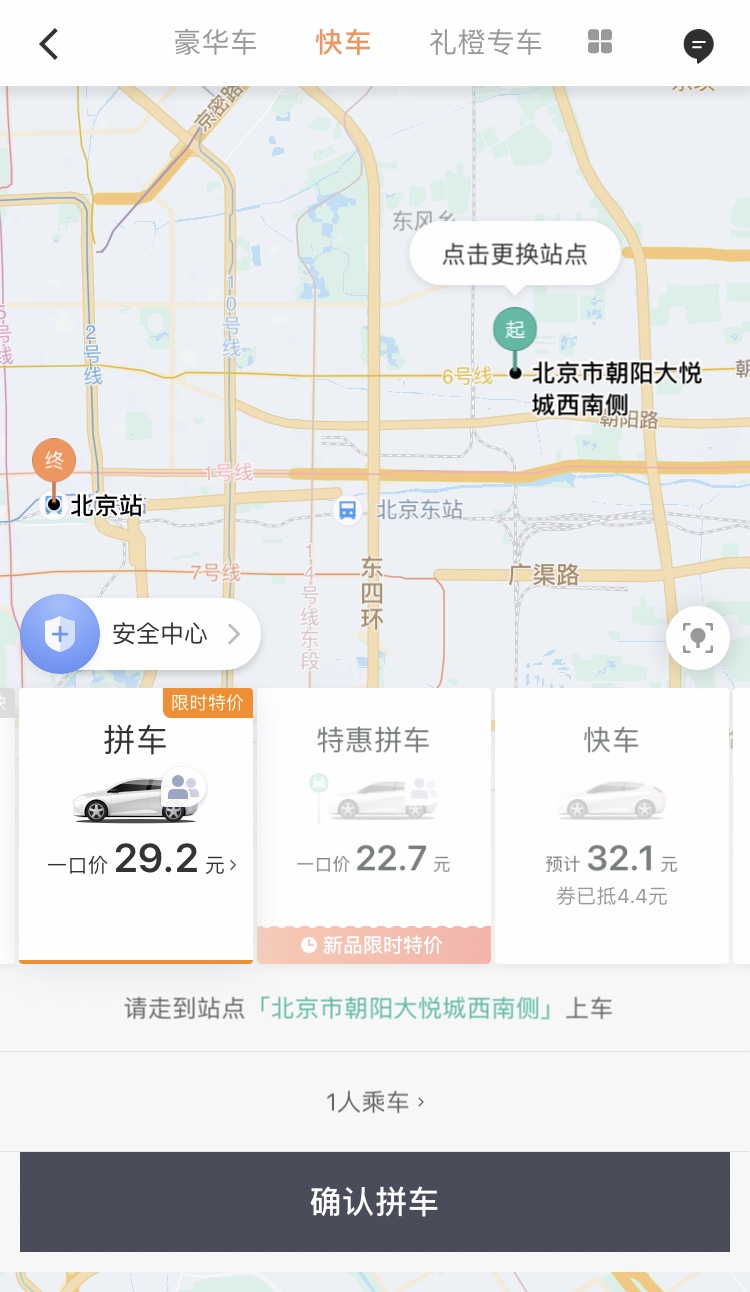 豪华车 快车 礼橙专车
京密路
东风乡
点击更换站点
10号线
2号线
起
6号线
北京市朝阳大悦
城西南侧
朝阳路
终
1号线
北京站
北京东站
7号线
14号线东段
东四环
广渠路
安全中心
限时特价
拼车
一口价 29.2 元
特惠拼车
一口价 22.7 元
新品限时特价
快车
预计 32.1 元
券已抵4.4元
请走到站点「北京市朝阳大悦城西南侧」上车
1人乘车
确认拼车